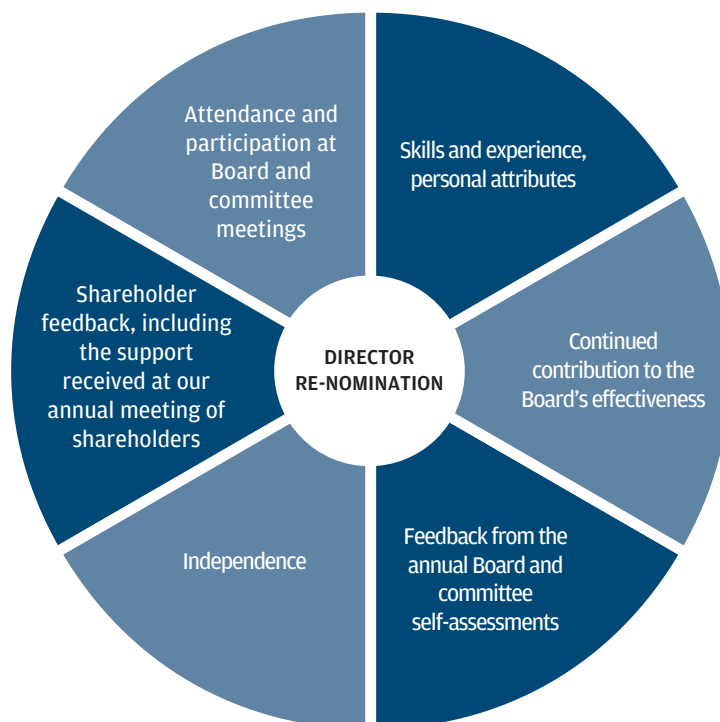 Attendance and
participation at
Board and
committee
meetings
Skills and experience,
personal attributes
Shareholder
feedback, including
the support
received at our
annual meeting of
shareholders
DIRECTOR
RE-NOMINATION
Continued
contribution to the
Board’s effectiveness
Independence
Feedback from the
annual Board and
committee
self-assessments